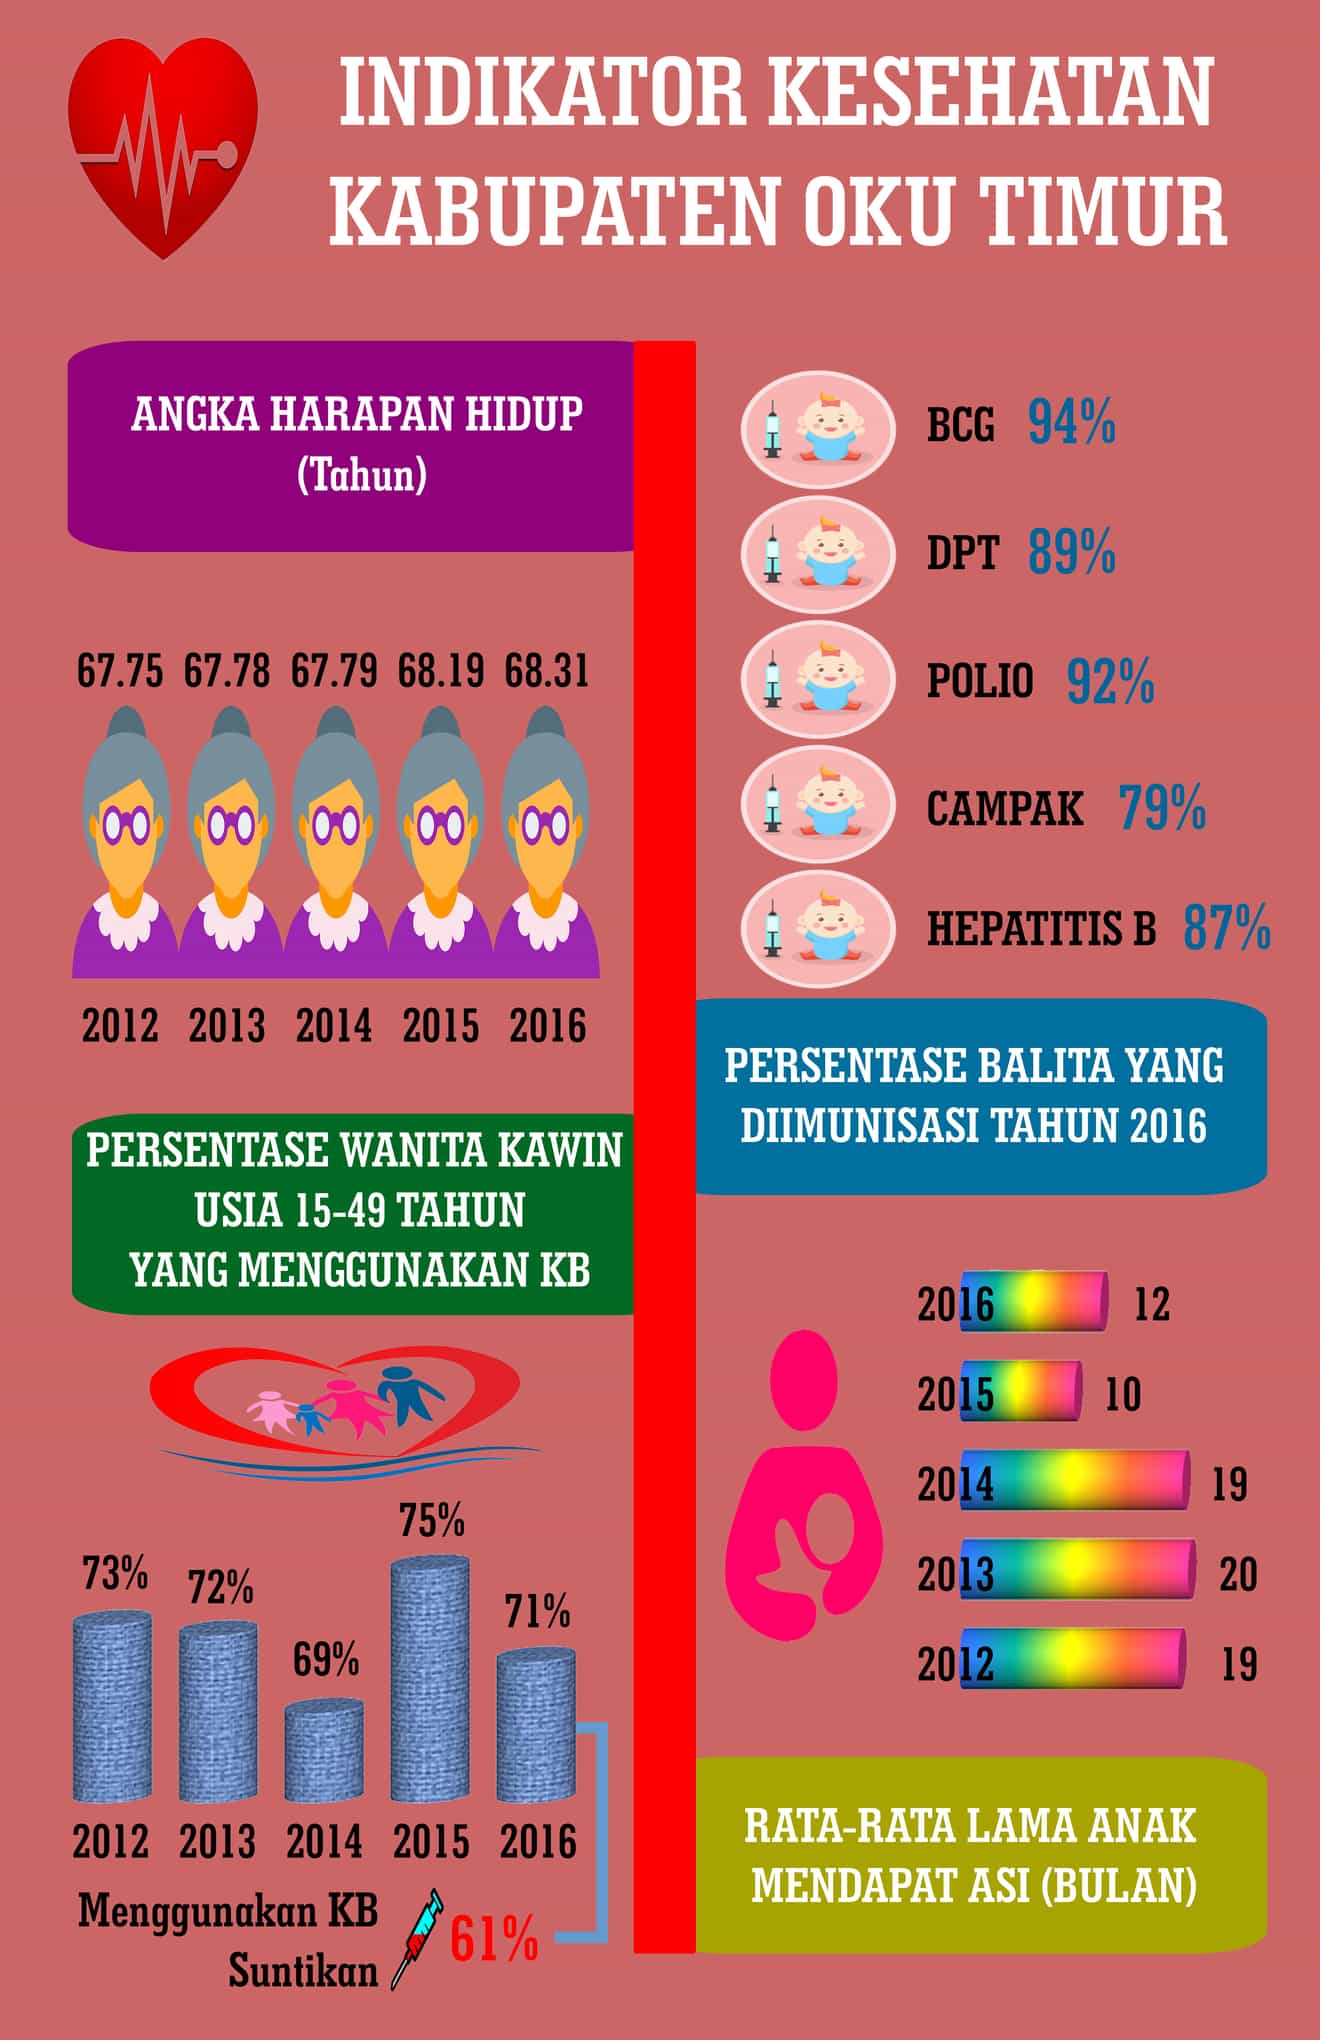 INDIKATOR KESEHATAN
KABUPATEN OKU TIMUR
ANGKA HARAPAN HIDUP
(Tahun)
67.75 67.78 67.79 68.19 68.31
2012 2013 2014 2015 2016
PERSENTASE WANITA KAWIN
USIA 15-49 TAHUN
YANG MENGGUNAKAN KB
75%
73%
72%
71%
69%
2012 2013 2014 2015 2016
Menggunakan KB
Suntikan
61%
BCG 94%
DPT 89%
POLIO 92%
CAMPAK 79%
HEPATITIS B 87%
PERSENTASE BALITA YANG
DIIMUNISASI TAHUN 2016
2016 12
2015 10
2014 19
2013 20
2012 19
RATA-RATA LAMA ANAK
MENDAPAT ASI (BULAN)